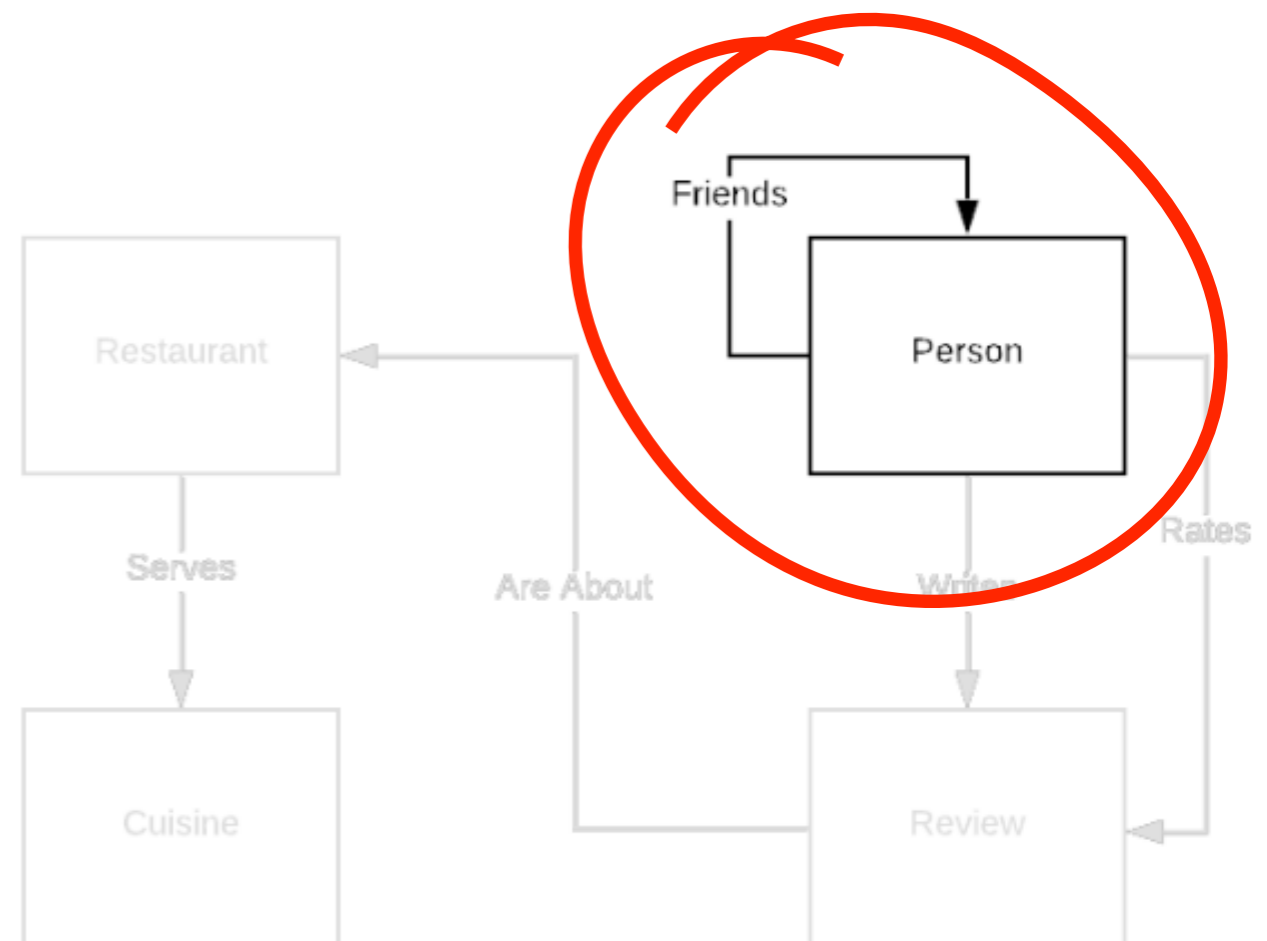 Friends
Restaurant
Person
Rates
Serves
Are About
Cuisine
Review